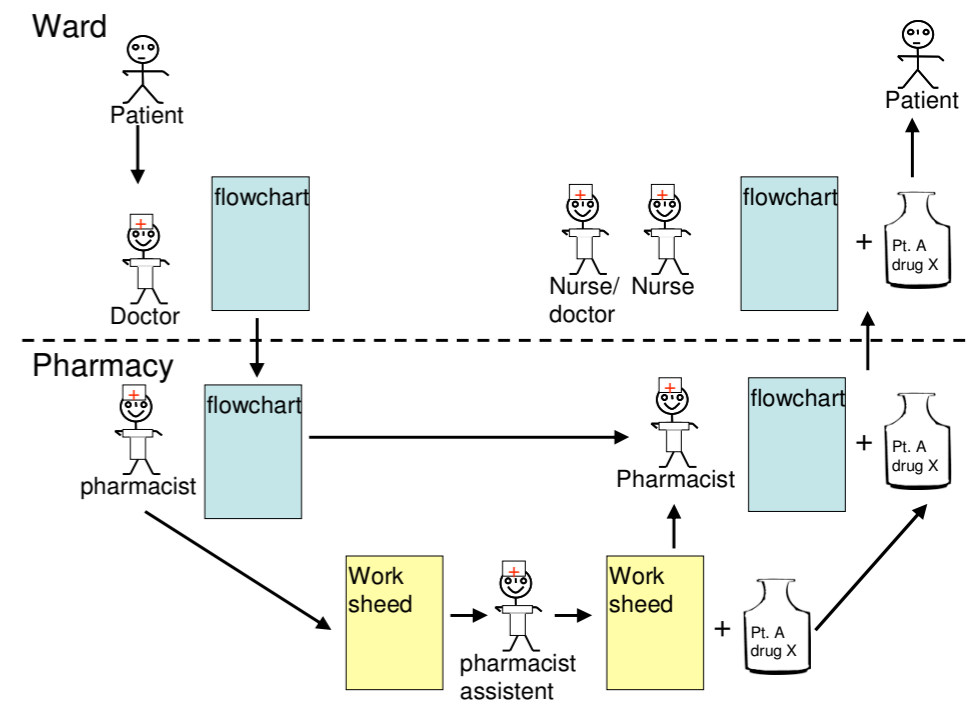 Ward
Patient
Patient
flowchart
flowchart
Pt. A
drug X
+
Doctor
Nurse/
doctor
Nurse
Pharmacy
flowchart
flowchart
Pt. A
drug X
+
pharmacist
Pharmacist
Work
sheed
Work
sheed
+
Pt. A
drug X
pharmacist
assistent